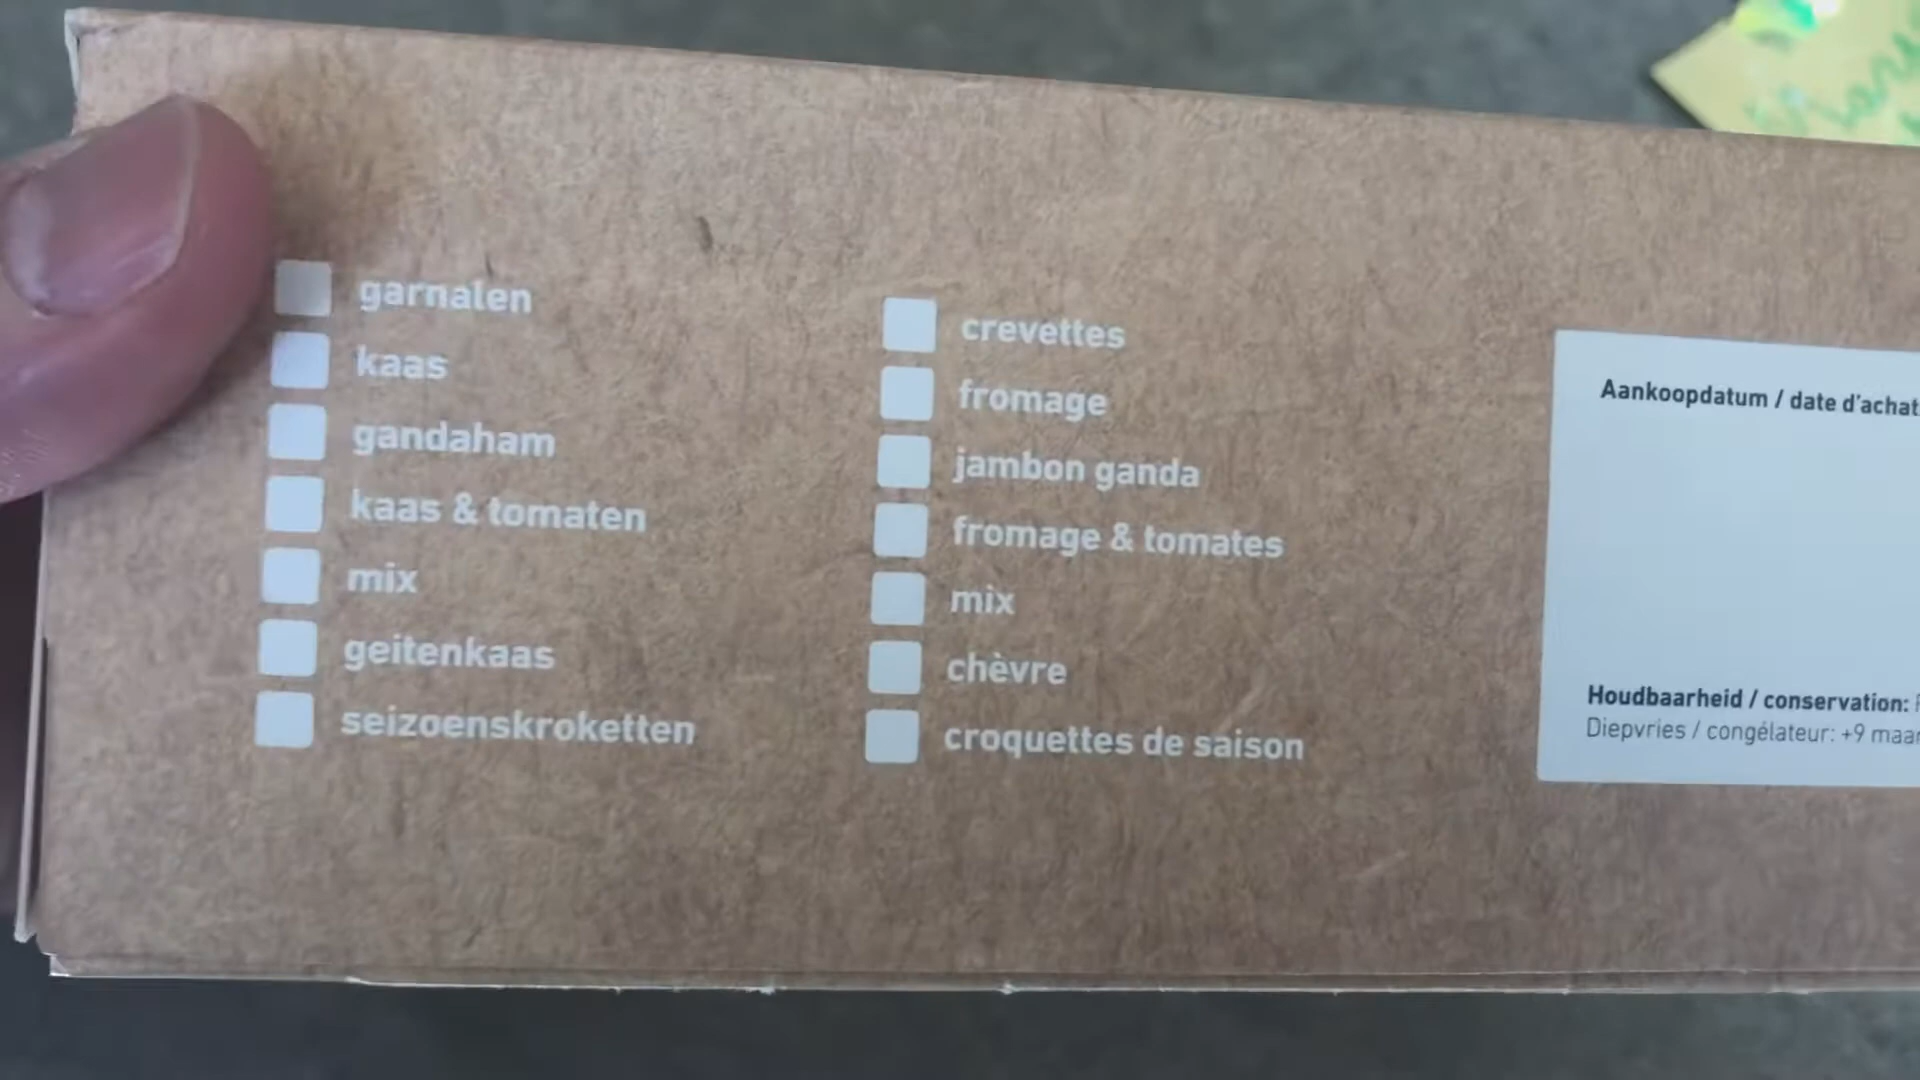 garnalen
kaas
gandaham
kaas & tomaten
mix
geitenkaas
seizoenskroketten
crevettes
fromage
jambon ganda
fromage & tomates
mix
chèvre
croquettes de saison
Aankoopdatum / date d'achat
Houdbaarheid / conservation:
Diepvries / congélateur: +9